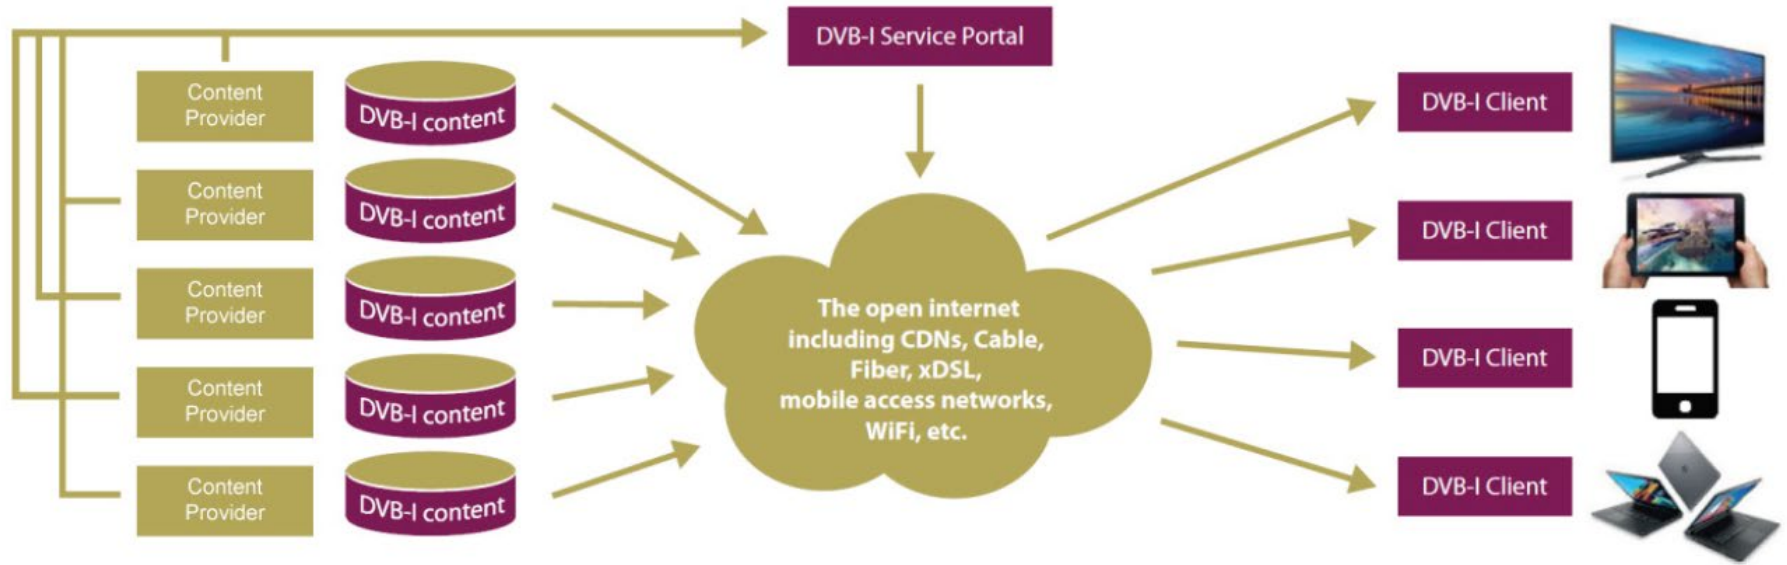 DVB-I Service Portal
Content
Provider
DVB-I content
Content
Provider
DVB-I content
Content
Provider
DVB-I content
Content
Provider
DVB-I content
Content
Provider
DVB-I content
The open internet
including CDNs, Cable,
Fiber, xDSL,
mobile access networks,
WiFi, etc.
DVB-I Client
DVB-I Client
DVB-I Client
DVB-I Client